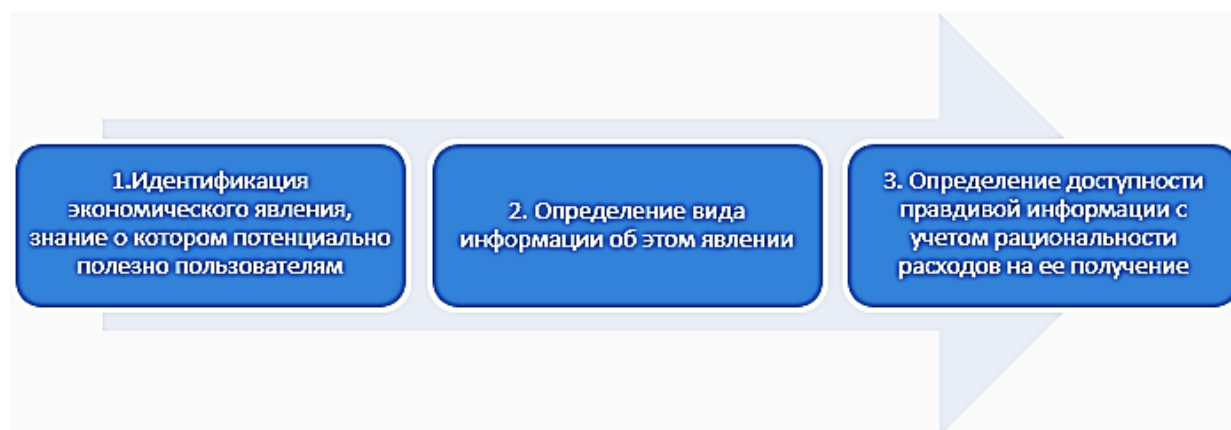 1.Идентификация
экономического явления,
знание о котором потенциально
полезно пользователям
2. Определение вида
информации об этом явлении
3. Определение доступности
правдивой информации с
учетом рациональности
расходов на ее получение